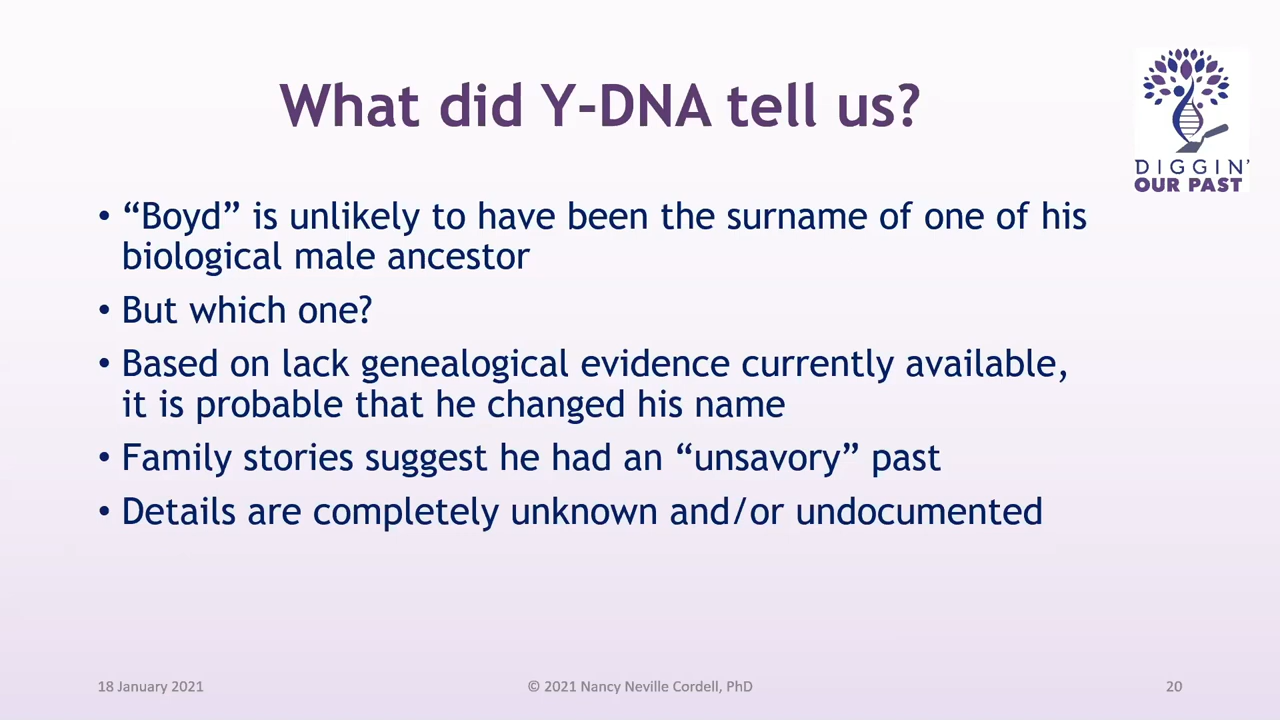 What did Y-DNA tell us?
DIGGIN'
OUR PAST
• “Boyd” is unlikely to have been the surname of one of his
biological male ancestor
• But which one?
• Based on lack genealogical evidence currently available,
it is probable that he changed his name
• Family stories suggest he had an “unsavory” past
• Details are completely unknown and/or undocumented
18 January 2021
© 2021 Nancy Neville Cordell, PhD
20